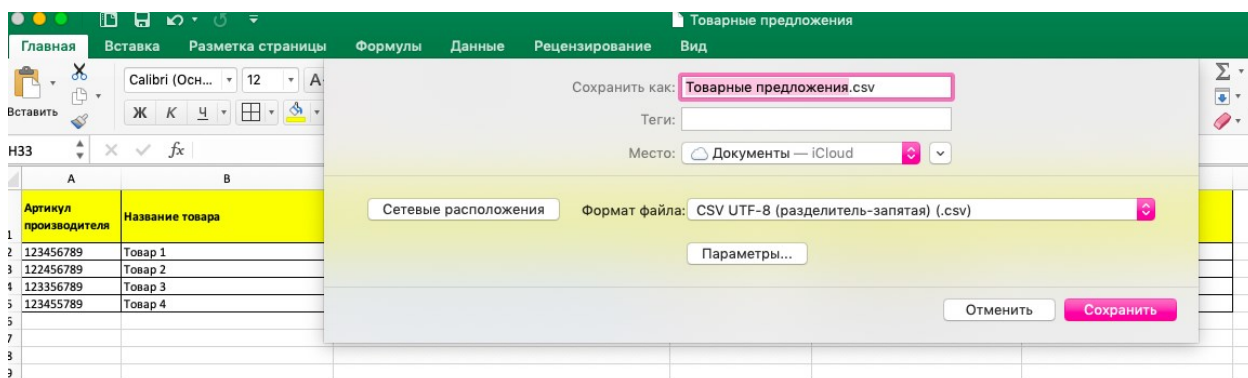 Товарные предложения
Главная Вставка Разметка страницы Формулы Данные Рецензирование Вид
Вставить Calibri (Осн... 12 A
Ж К Ч
Сохранить как: Товарные предложения.csv
Теги:
Место: Документы — iCloud
H33 fx
A B
Сетевые расположения Формат файла: CSV UTF-8 (разделитель-запятая) (.csv)
Параметры...
Отменить Сохранить
1 Артикул производителя Название товара
2 123456789 Товар 1
3 122456789 Товар 2
4 123356789 Товар 3
5 123455789 Товар 4
6
7
8
9